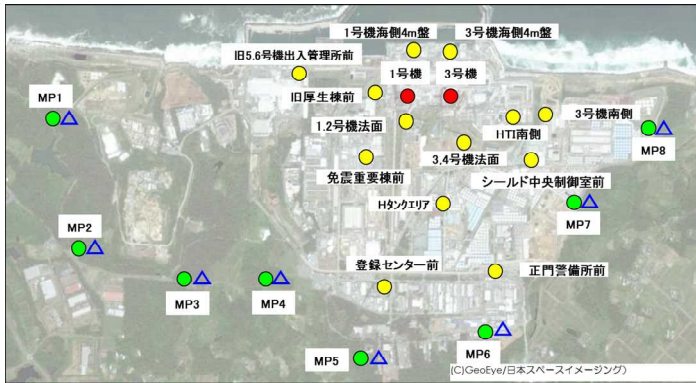 1号機海側4m盤
3号機海側4m盤
旧5.6号機出入管理所前
1号機
3号機
MP1
旧厚生棟前
1.2号機法面
HTI南側
3号機南側
MP8
3.4号機法面
免震重要棟前
シールド中央制御室前
Hタンクエリア
MP7
MP2
登録センター前
正門警備所前
MP3
MP4
MP5
MP6
(C)GeoEye/日本スペースイメージング)